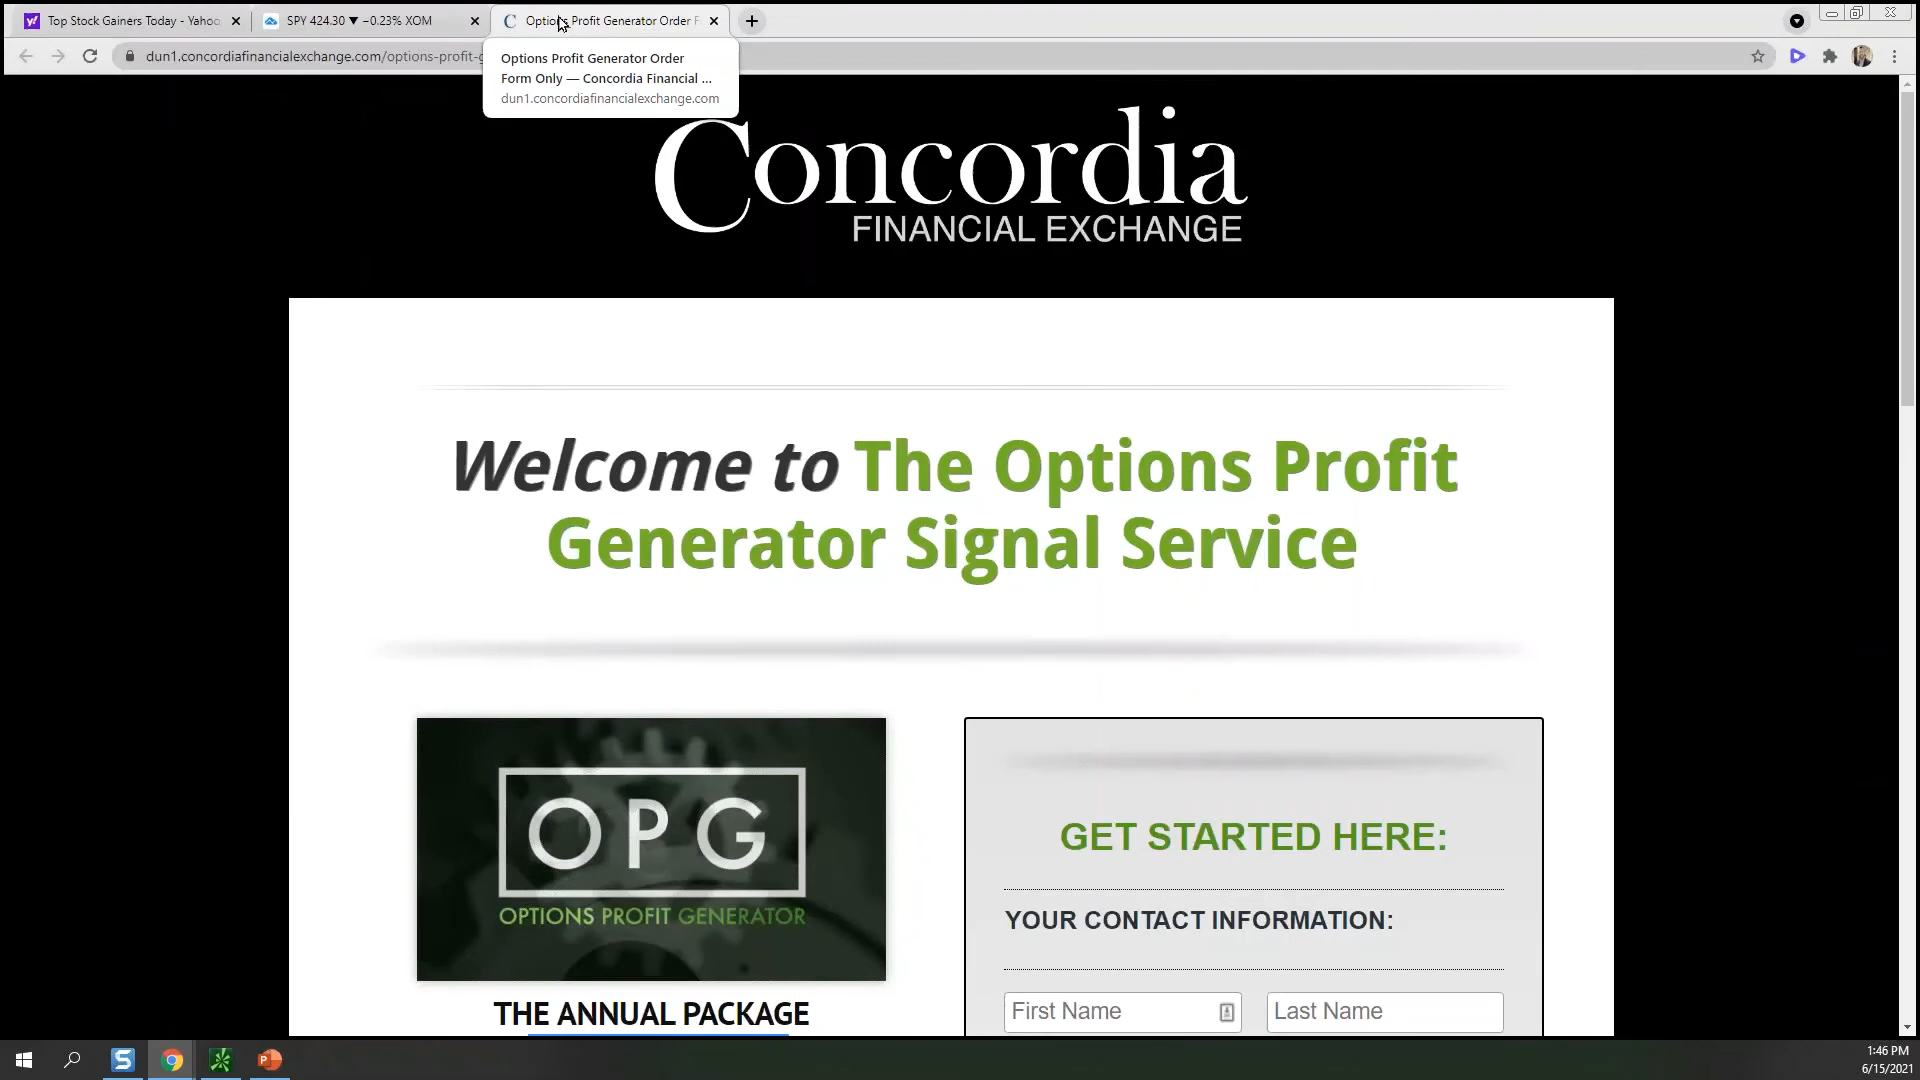 Top Stock Gainers Today - Yahoo
SPY 424.30 ▼ −0.23% XOM
Options Profit Generator Order F
dun1.concordiafinancialexchange.com/options-profit-g
Options Profit Generator Order
Form Only — Concordia Financial ...
dun1.concordiafinancialexchange.com
Concordia
FINANCIAL EXCHANGE
Welcome to The Options Profit
Generator Signal Service
OPG
OPTIONS PROFIT GENERATOR
THE ANNUAL PACKAGE
GET STARTED HERE:
YOUR CONTACT INFORMATION:
First Name
Last Name
1:46 PM
6/15/2021